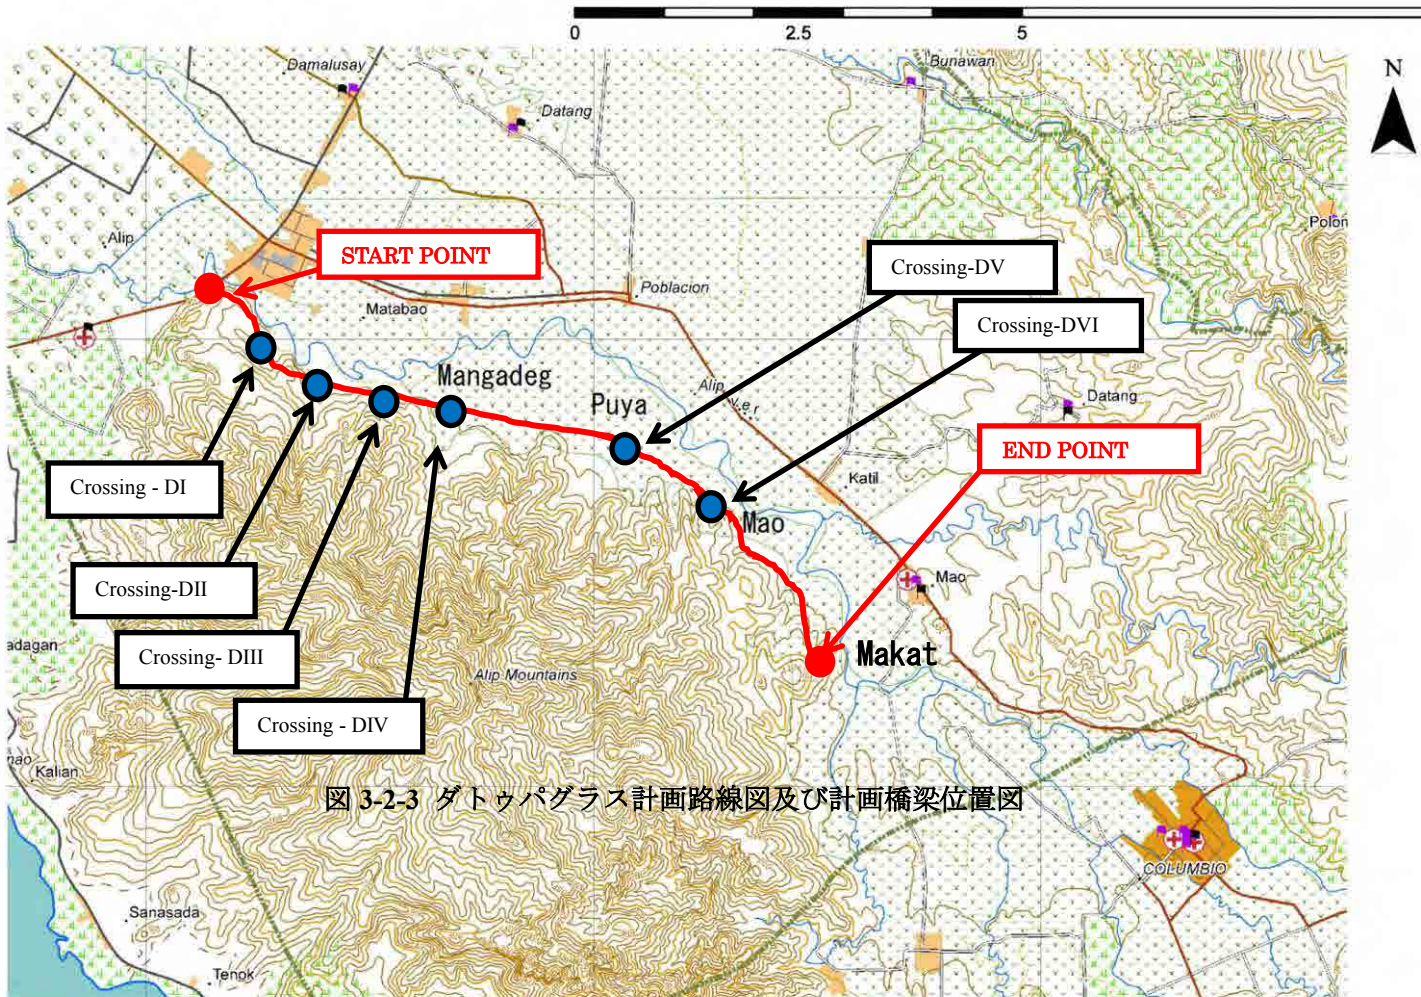 0 2.5 5
N
Damalusay
Bunawan
Datang
Alip
START POINT
Crossing-DV
Poblacion
Matabao
Crossing-DVI
Mangadeg
Puya
Alip
ver
Datang
END POINT
Crossing - DI
Katil
Mao
Crossing-DII
Mao
Crossing- DIII
adagan
Makat
Alip Mountains
Crossing - DIV
Kalian
図 3-2-3 ダトゥパグラス計画路線図及び計画橋梁位置図
COLUMBIO
Sanasada
Tenok
Polon
nao